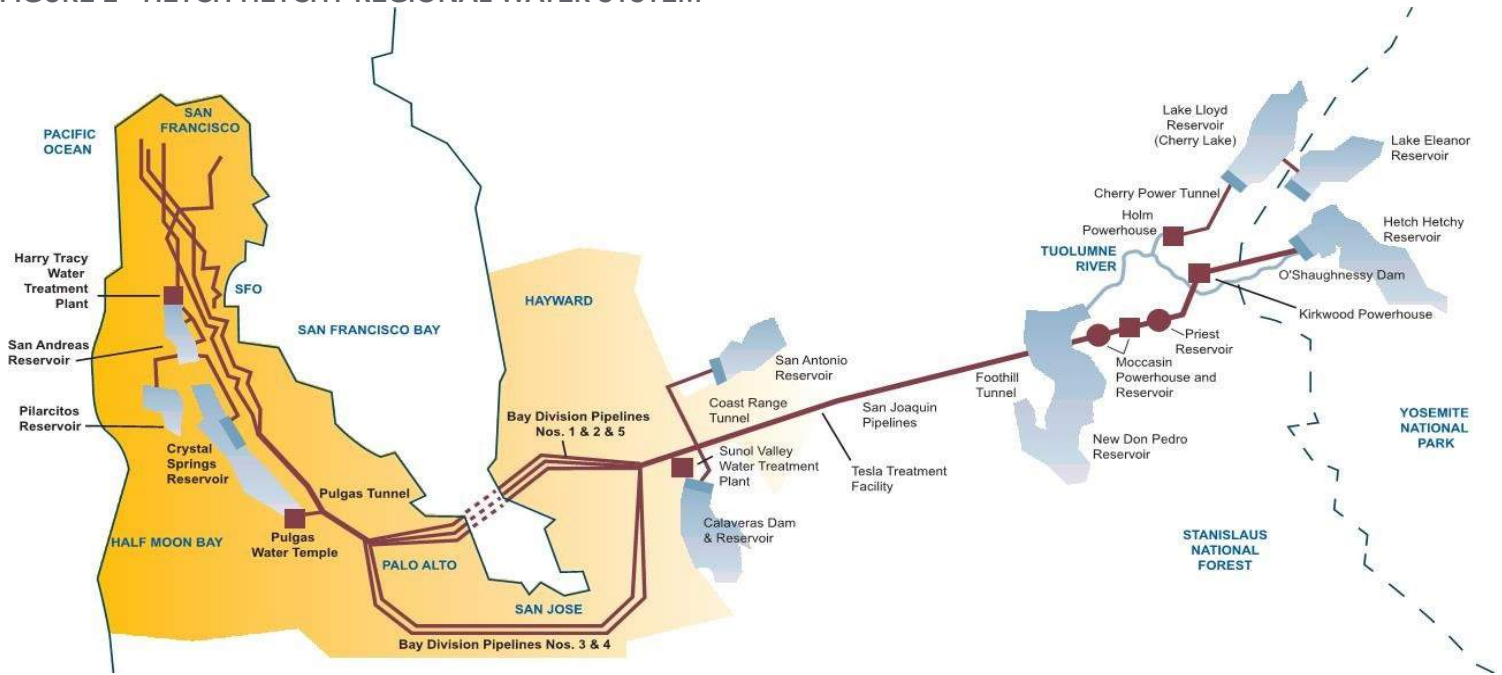 SAN
FRANCISCO
PACIFIC
OCEAN
Harry Tracy
Water
Treatment
Plant
SFO
SAN FRANCISCO BAY
San Andreas
Reservoir
Pilarcitos
Reservoir
Crystal
Springs
Reservoir
HALF MOON BAY
Pulgas Tunnel
Pulgas
Water Temple
PALO ALTO
SAN JOSE
Bay Division Pipelines Nos. 3 & 4
HAYWARD
Bay Division Pipelines
Nos. 1 & 2 & 5
San Antonio
Reservoir
Coast Range
Tunnel
Sunol Valley
Water Treatment
Plant
Calaveras Dam
& Reservoir
Tesla Treatment
Facility
San Joaquin
Pipelines
Foothill
Tunnel
New Don Pedro
Reservoir
Moccasin
Powerhouse and
Reservoir
Priest
Reservoir
Kirkwood Powerhouse
TUOLUMNE
RIVER
Holm
Powerhouse
Cherry Power Tunnel
Lake Lloyd
Reservoir
(Cherry Lake)
Lake Eleanor
Reservoir
Hetch Hetchy
Reservoir
O'Shaughnessy Dam
YOSEMITE
NATIONAL
PARK
STANISLAUS
NATIONAL
FOREST